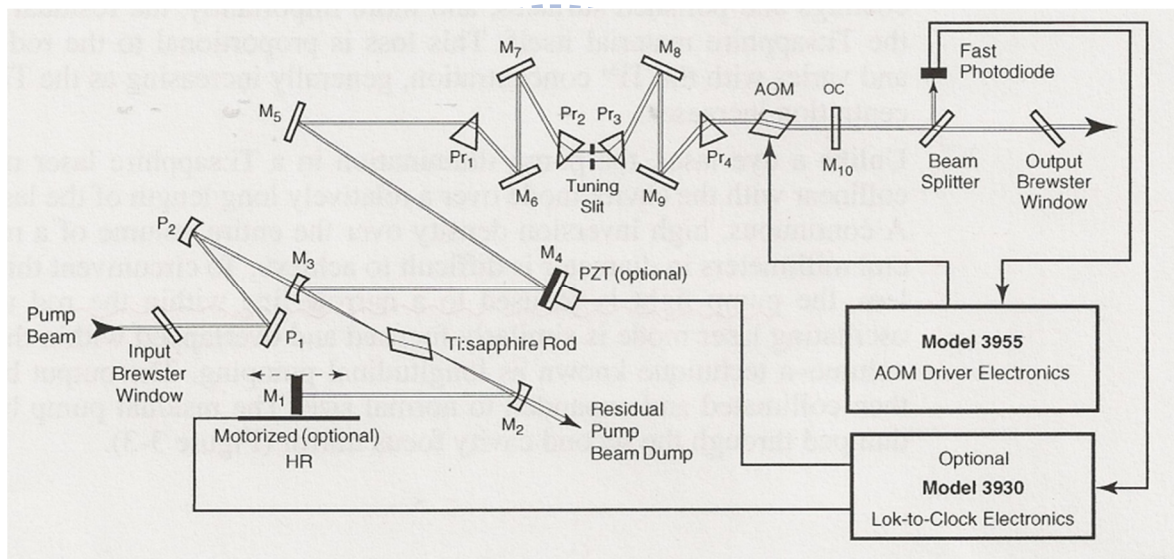 M7
M8
Fast
Photodiode
M5
Pr2
Pr3
AOM
OC
Pr1
Pr4
M10
Tuning
Slit
M6
M9
Beam
Splitter
Output
Brewster
Window
P2
M3
M4
PZT (optional)
Pump
Beam
Input
Brewster
Window
P1
Ti:sapphire Rod
Model 3955
AOM Driver Electronics
M1
M2
Residual
Pump
Beam Dump
Motorized (optional)
HR
Optional
Model 3930
Lok-to-Clock Electronics